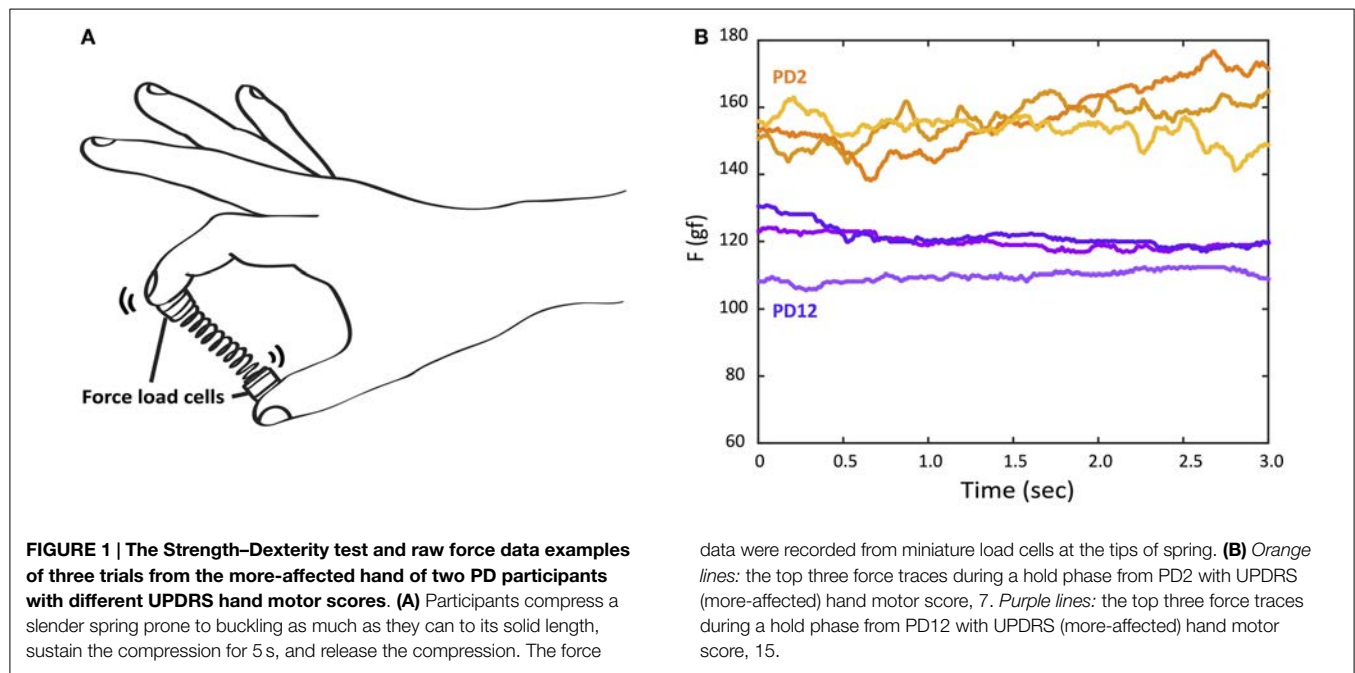 A
Force load cells
B
180
160
140
120
100
80
60
F (gf)
PD2
PD12
0
0.5
1.0
1.5
2.0
2.5
3.0
Time (sec)
FIGURE 1 | The Strength–Dexterity test and raw force data examples
of three trials from the more-affected hand of two PD participants
with different UPDRS hand motor scores. (A) Participants compress a
slender spring prone to buckling as much as they can to its solid length,
sustain the compression for 5 s, and release the compression. The force
data were recorded from miniature load cells at the tips of spring. (B) Orange
lines: the top three force traces during a hold phase from PD2 with UPDRS
(more-affected) hand motor score, 7. Purple lines: the top three force traces
during a hold phase from PD12 with UPDRS (more-affected) hand motor
score, 15.